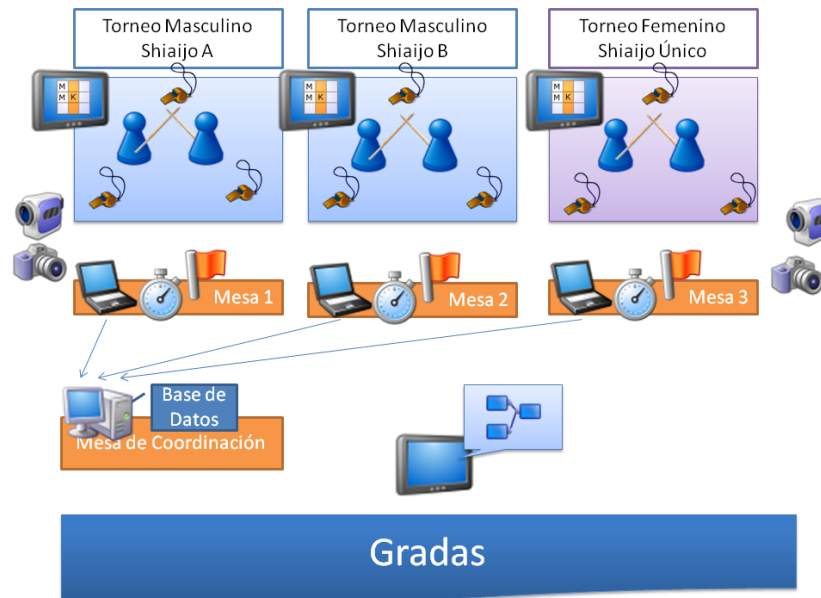 Torneo Masculino
Shiaijo A
Torneo Masculino
Shiaijo B
Torneo Femenino
Shiaijo Único
M
M K
M
M K
M
M K
Mesa 1
Mesa 2
Mesa 3
Base de
Datos
Mesa de Coordinación
Gradas